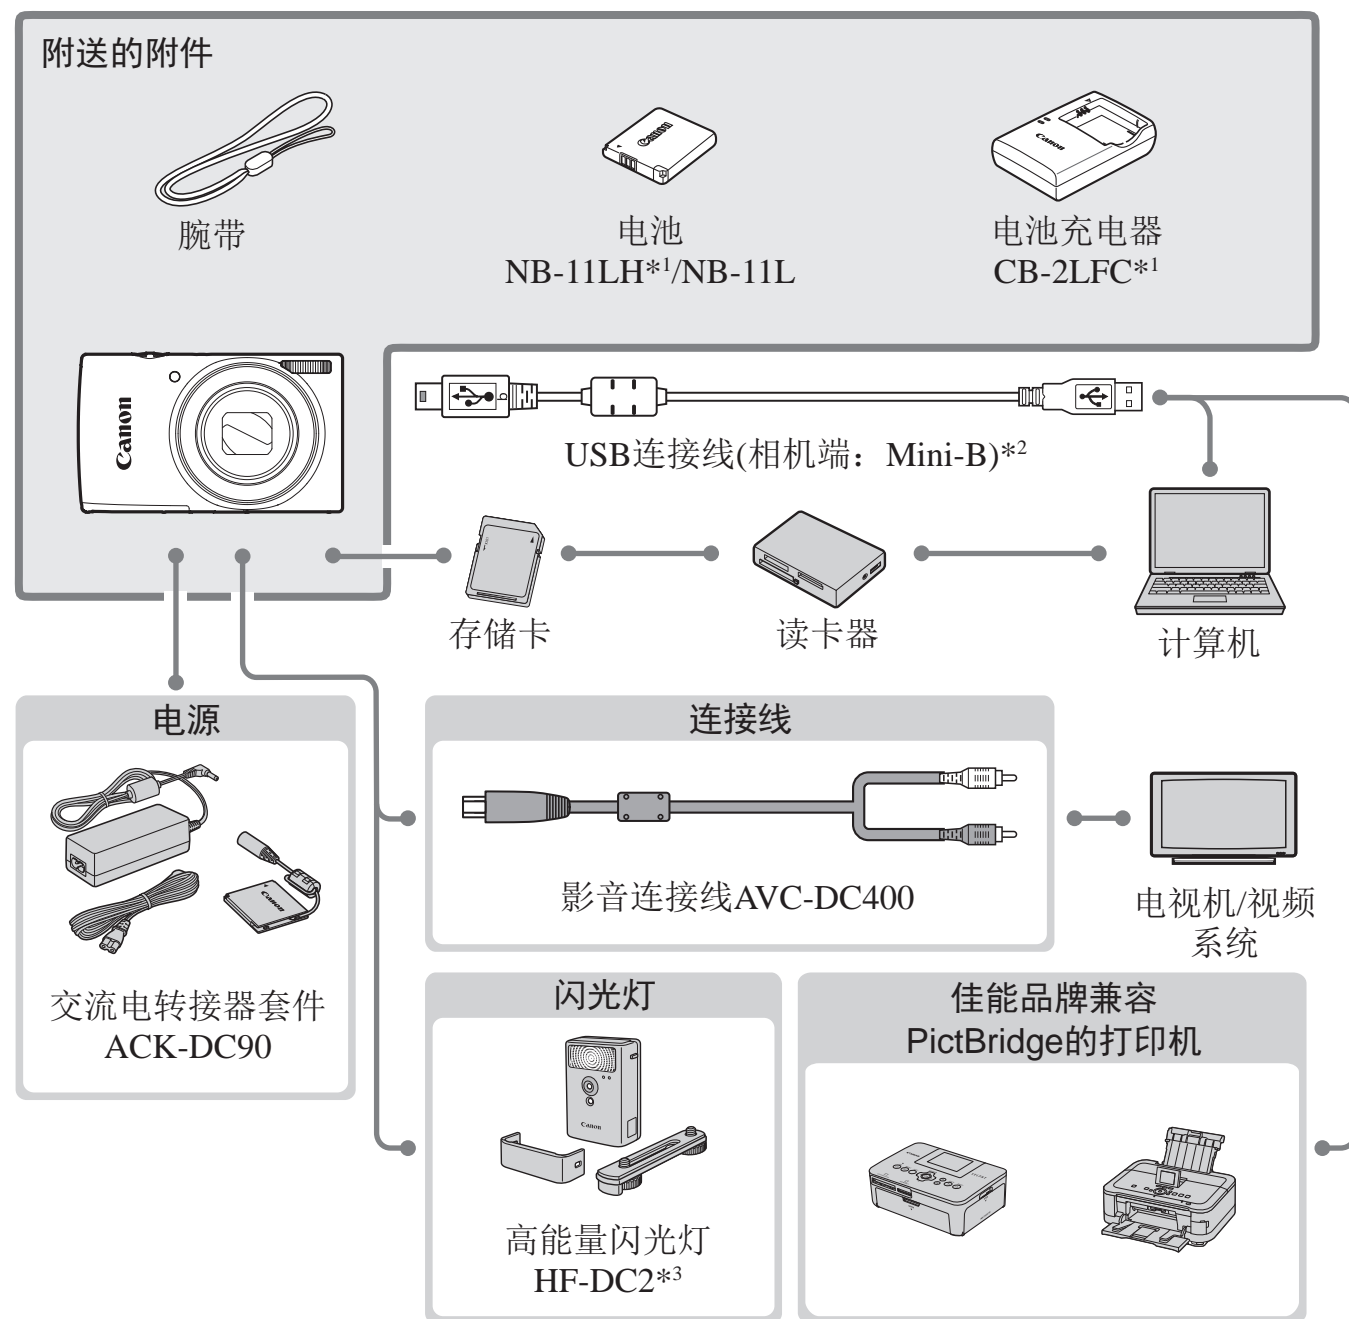 附送的附件
Canon
Canon
腕带
电池
NB-11LH*1/NB-11L
电池充电器
CB-2LFC*1
Canon
USB连接线(相机端：Mini-B)*2
存储卡
读卡器
计算机
电源
Canon
交流电转接器套件
ACK-DC90
连接线
影音连接线AVC-DC400
电视机/视频
系统
闪光灯
Canon
高能量闪光灯
HF-DC2*3
佳能品牌兼容
PictBridge的打印机